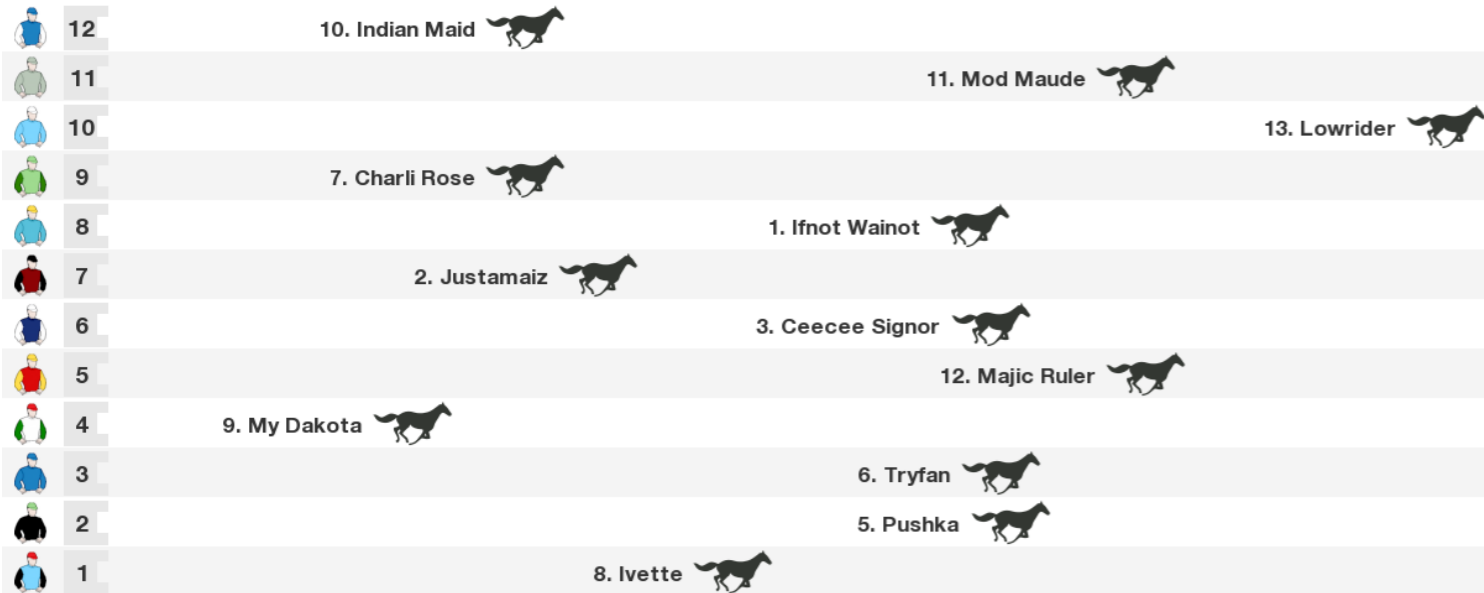 12 10. Indian Maid
11 11. Mod Maude
10 13. Lowrider
9 7. Charli Rose
8 1. Ifnot Wainot
7 2. Justamaiz
6 3. Ceecee Signor
5 12. Majic Ruler
4 9. My Dakota
3 6. Tryfan
2 5. Pushka
1 8. Ivette